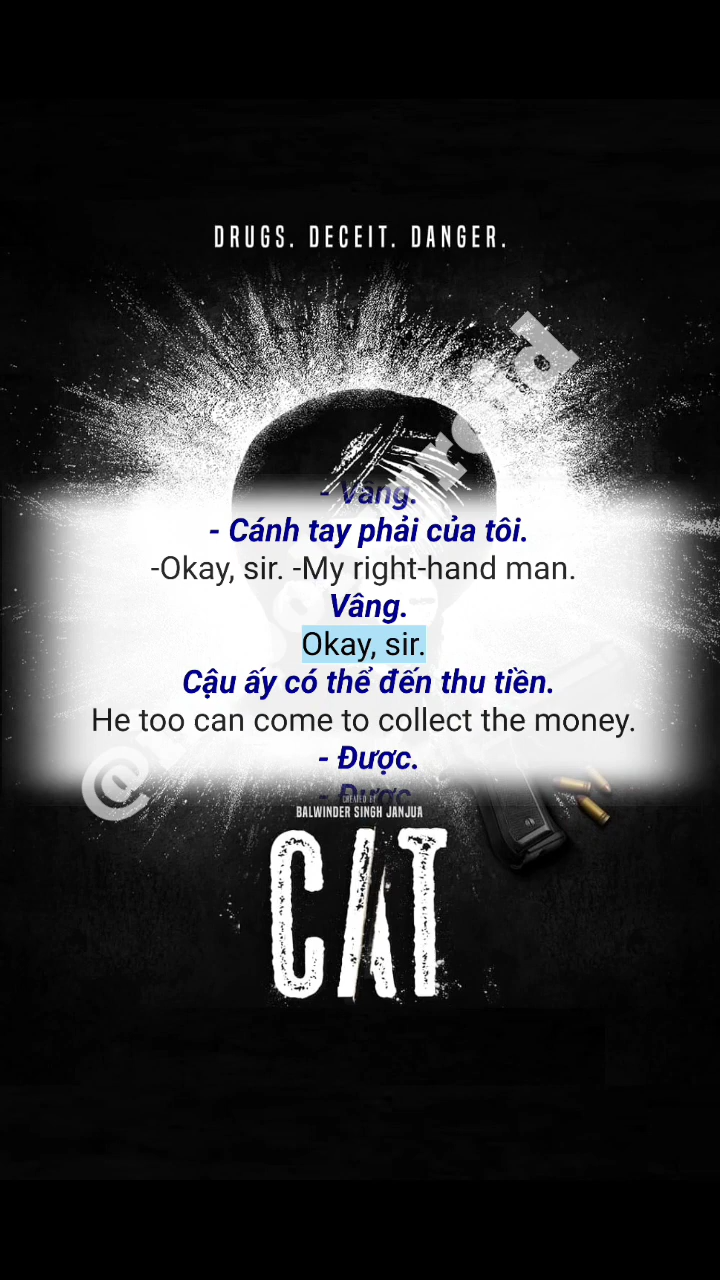 DRUGS. DECEIT. DANGER.
- Vâng.
- Cánh tay phải của tôi.
-Okay, sir. -My right-hand man.
Vâng.
Okay, sir.
Cậu ấy có thể đến thu tiền.
He too can come to collect the money.
- Được.
- Được.
CREATED BY
BALWINDER SINGH JANJUA
CAT